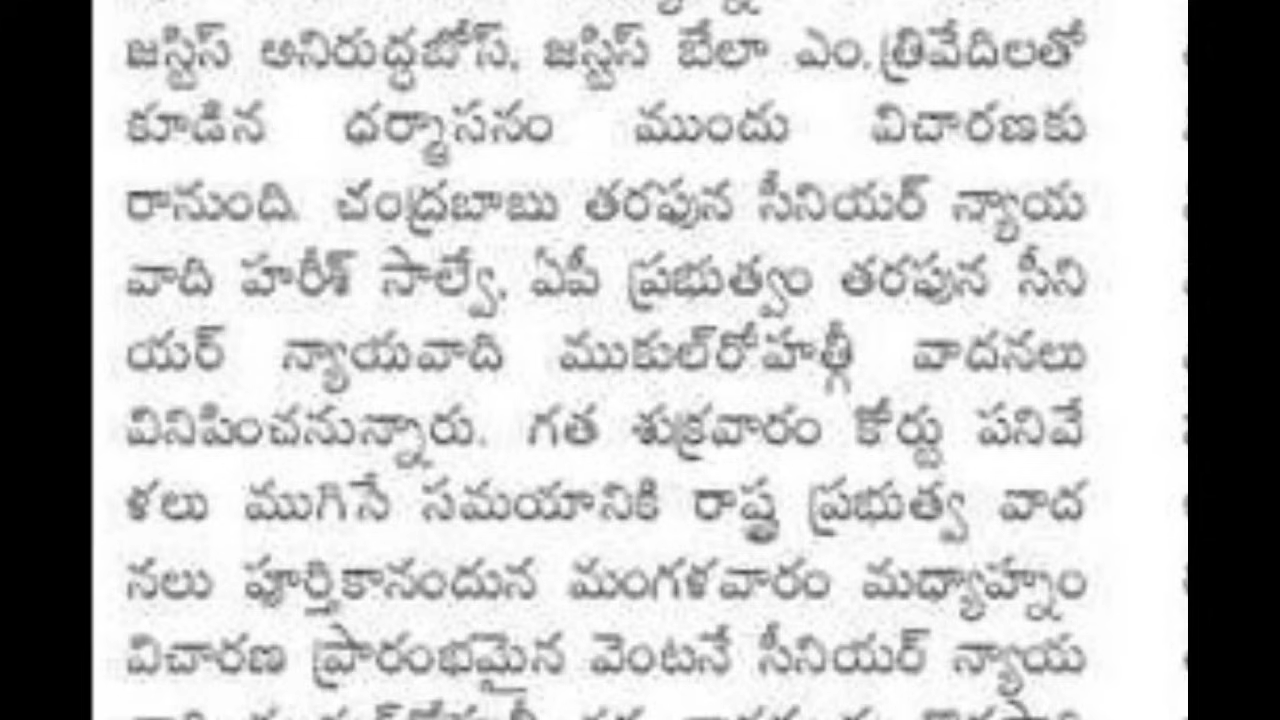 జస్టిస్ అనిరుద్ధబోస్, జస్టిస్ బేలా ఎం.త్రివేదిలతో
కూడిన ధర్మాసనం ముందు విచారణకు
రానుంది. చంద్రబాబు తరఫున సీనియర్ న్యాయ
వాది హరీశ్ సాల్వే, ఏపీ ప్రభుత్వం తరఫున సీని
యర్ న్యాయవాది ముకుల్‌రోహత్గీ వాదనలు
వినిపించనున్నారు. గత శుక్రవారం కోర్టు పనివే
ళలు ముగిసే సమయానికి రాష్ట్ర ప్రభుత్వ వాద
నలు పూర్తికానందున మంగళవారం మధ్యాహ్నం
విచారణ ప్రారంభమైన వెంటనే సీనియర్ న్యాయ